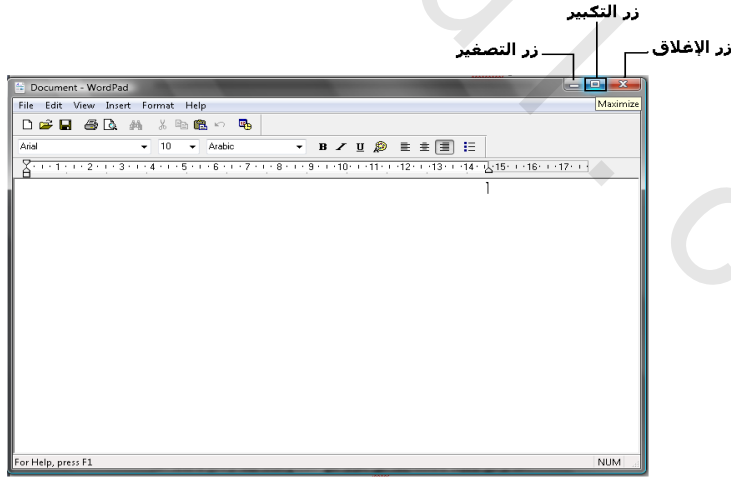 زر التكبير
زر الإغلاق
زر التصغير
Document - WordPad
File Edit View Insert Format Help
Maximize
Arial 10 Arabic B U
1 2 3 4 5 6 7 8 9 10 11 12 13 14 15 16 17
For Help, press F1 NUM